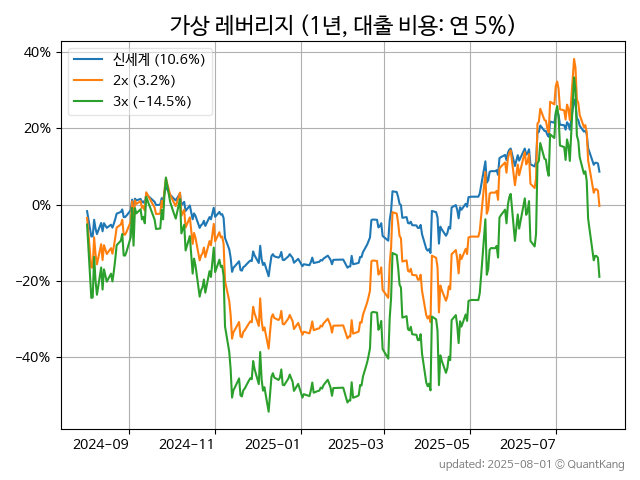 가상 레버리지 (1년, 대출 비용: 연 5%)
신세계 (10.6%)
2x (3.2%)
3x (−14.5%)
40%
20%
0%
−20%
−40%
2024-09 2024-11 2025-01 2025-03 2025-05 2025-07
updated: 2025-08-01 © QuantKang